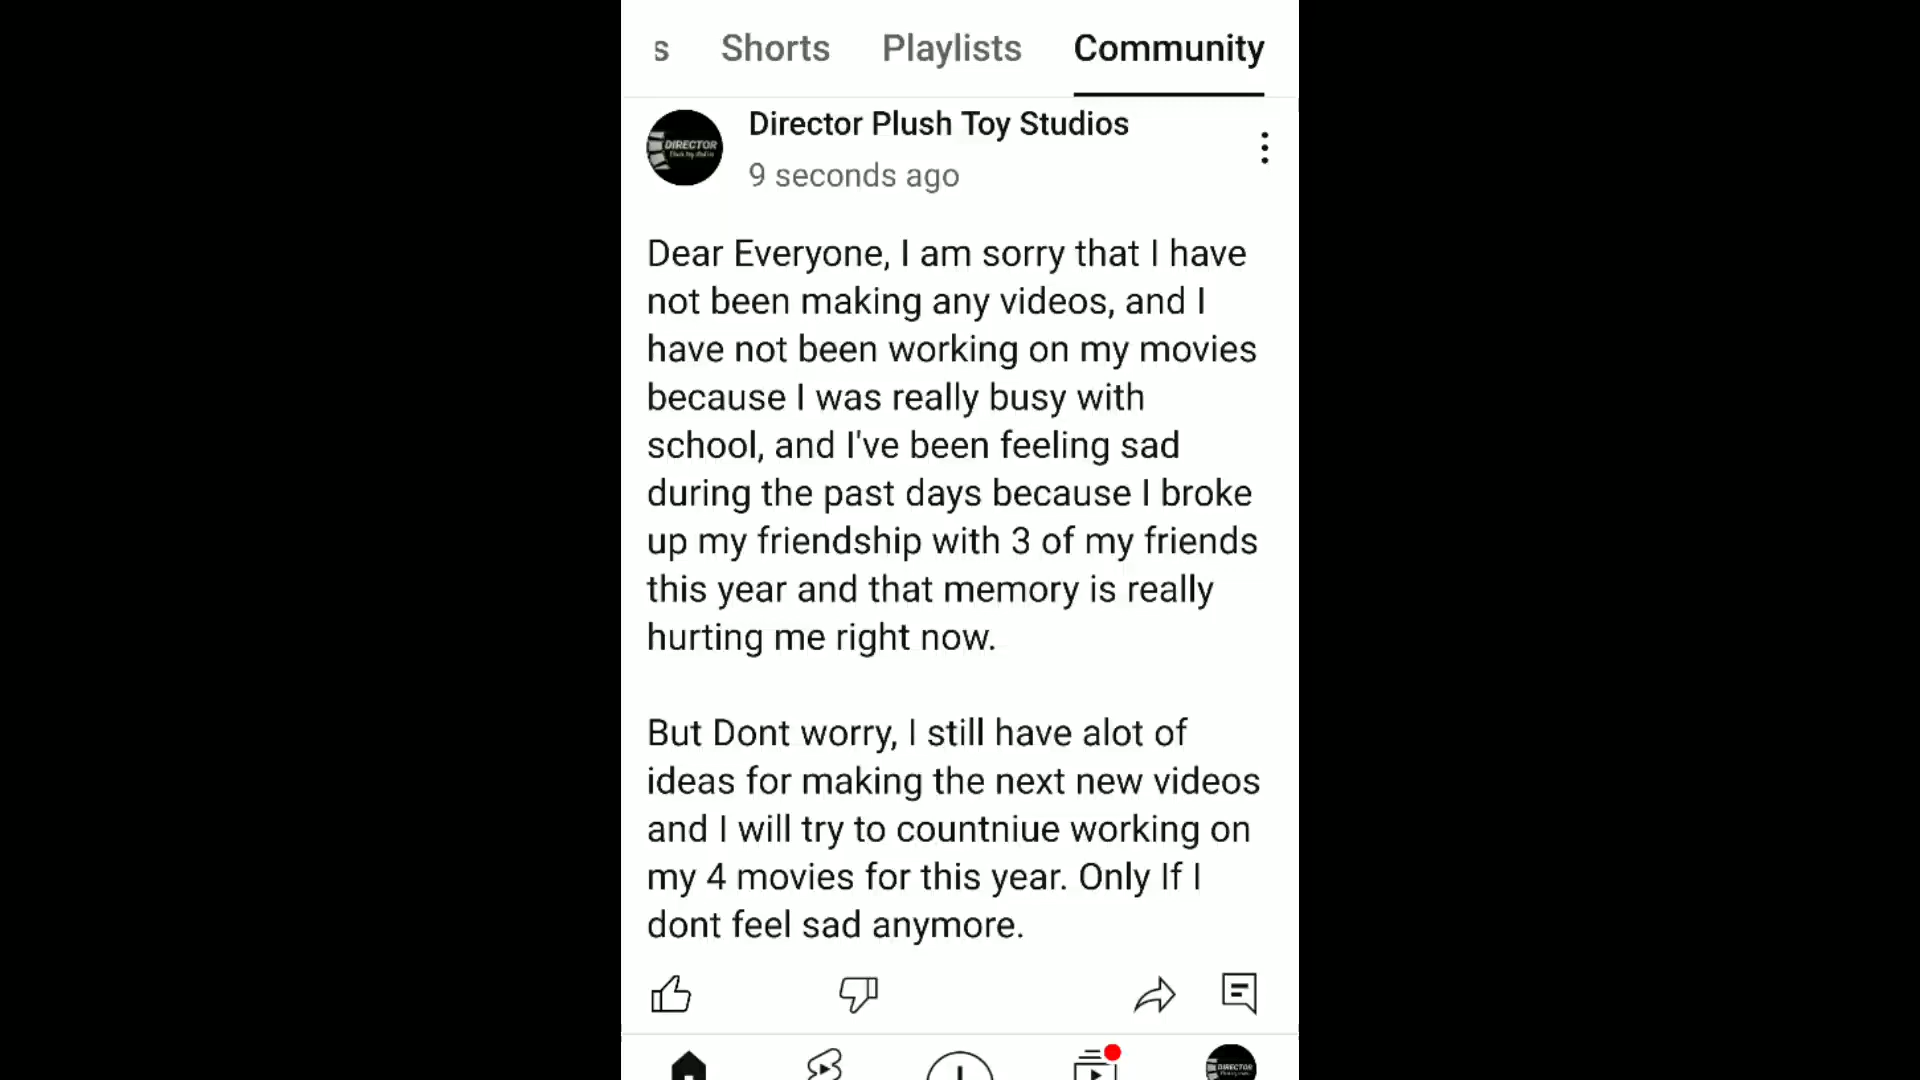 s Shorts Playlists Community
DIRECTOR
Director Plush Toy Studios
9 seconds ago
Dear Everyone, I am sorry that I have
not been making any videos, and I
have not been working on my movies
because I was really busy with
school, and I've been feeling sad
during the past days because I broke
up my friendship with 3 of my friends
this year and that memory is really
hurting me right now.
But Dont worry, I still have alot of
ideas for making the next new videos
and I will try to countniue working on
my 4 movies for this year. Only If I
dont feel sad anymore.
DIRECTOR